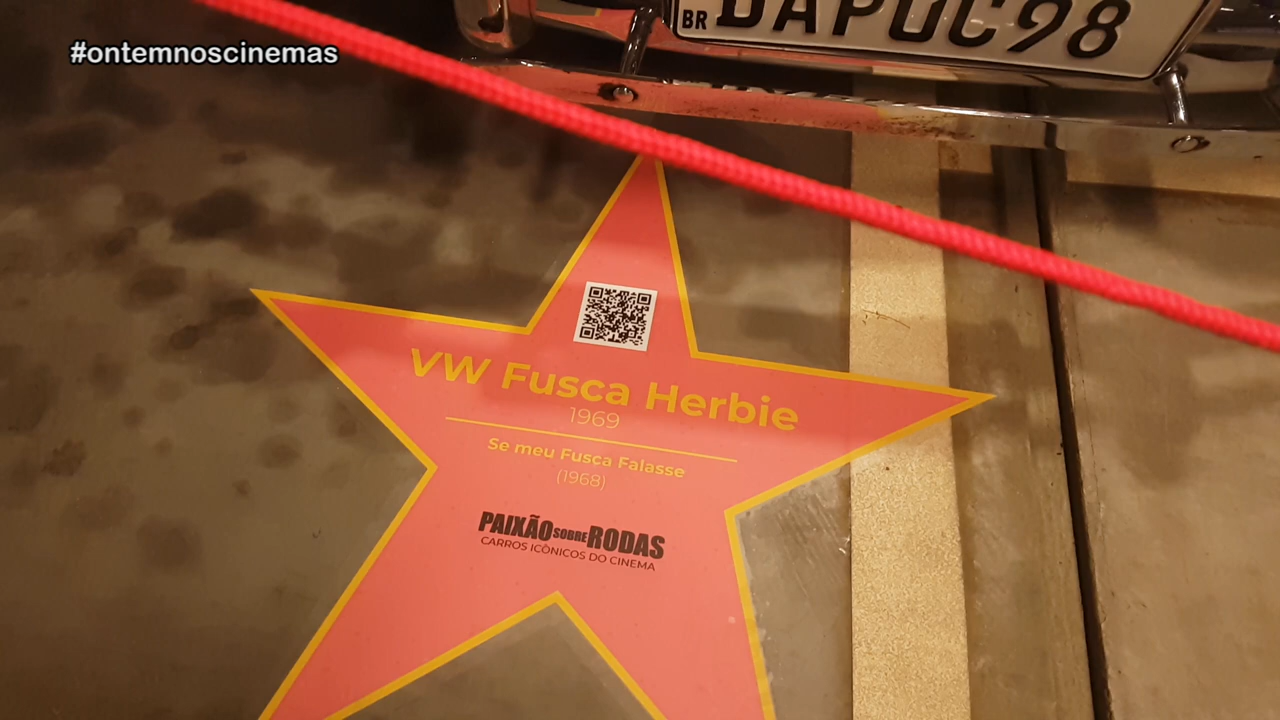 #ontemnoscinemas
BR DAPUC98
VW Fusca Herbie
1969
Se meu Fusca Falasse
(1968)
PAIXÃO SOBRE RODAS
CARROS ICÔNICOS DO CINEMA